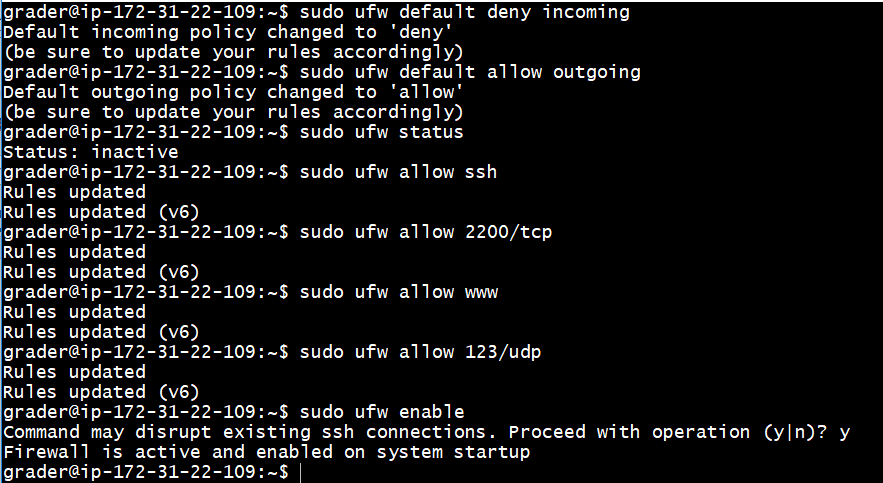 grader@ip-172-31-22-109:~$ sudo ufw default deny incoming
Default incoming policy changed to 'deny'
(be sure to update your rules accordingly)
grader@ip-172-31-22-109:~$ sudo ufw default allow outgoing
Default outgoing policy changed to 'allow'
(be sure to update your rules accordingly)
grader@ip-172-31-22-109:~$ sudo ufw status
Status: inactive
grader@ip-172-31-22-109:~$ sudo ufw allow ssh
Rules updated
Rules updated (v6)
grader@ip-172-31-22-109:~$ sudo ufw allow 2200/tcp
Rules updated
Rules updated (v6)
grader@ip-172-31-22-109:~$ sudo ufw allow www
Rules updated
Rules updated (v6)
grader@ip-172-31-22-109:~$ sudo ufw allow 123/udp
Rules updated
Rules updated (v6)
grader@ip-172-31-22-109:~$ sudo ufw enable
Command may disrupt existing ssh connections. Proceed with operation (y|n)? y
Firewall is active and enabled on system startup
grader@ip-172-31-22-109:~$